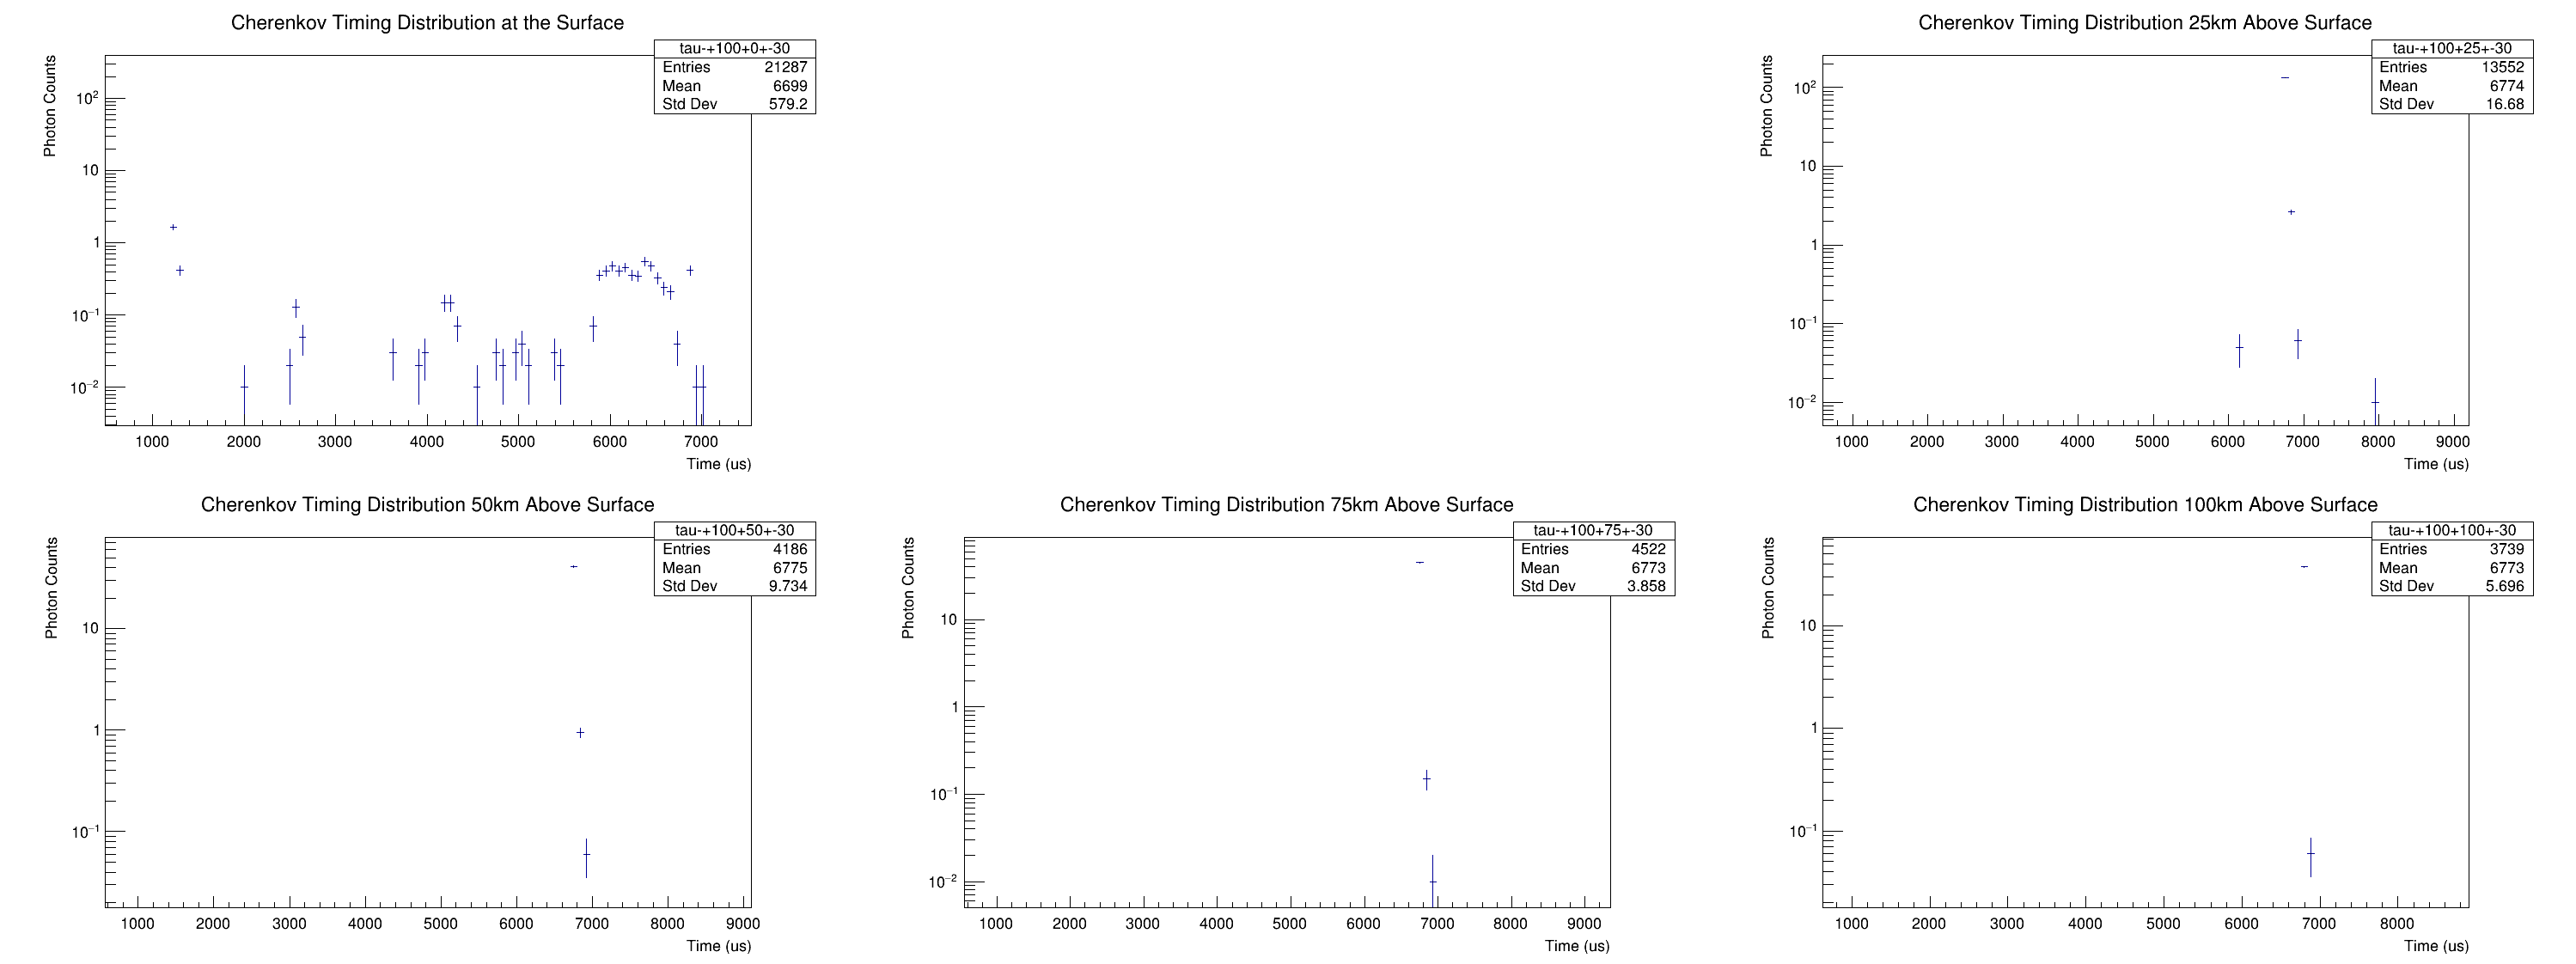 Cherenkov Timing Distribution at the Surface
tau-+100+0+-30
Entries 21287
Mean 6699
Std Dev 579.2
Photon Counts
10²
10
1
10⁻¹
10⁻²
1000 2000 3000 4000 5000 6000 7000
Time (us)
Cherenkov Timing Distribution 25km Above Surface
tau-+100+25+-30
Entries 13552
Mean 6774
Std Dev 16.68
Photon Counts
10²
10
1
10⁻¹
10⁻²
1000 2000 3000 4000 5000 6000 7000 8000 9000
Time (us)
Cherenkov Timing Distribution 50km Above Surface
tau-+100+50+-30
Entries 4186
Mean 6775
Std Dev 9.734
Photon Counts
10
1
10⁻¹
1000 2000 3000 4000 5000 6000 7000 8000 9000
Time (us)
Cherenkov Timing Distribution 75km Above Surface
tau-+100+75+-30
Entries 4522
Mean 6773
Std Dev 3.858
Photon Counts
10
1
10⁻¹
10⁻²
1000 2000 3000 4000 5000 6000 7000 8000 9000
Time (us)
Cherenkov Timing Distribution 100km Above Surface
tau-+100+100+-30
Entries 3739
Mean 6773
Std Dev 5.696
Photon Counts
10
1
10⁻¹
1000 2000 3000 4000 5000 6000 7000 8000
Time (us)